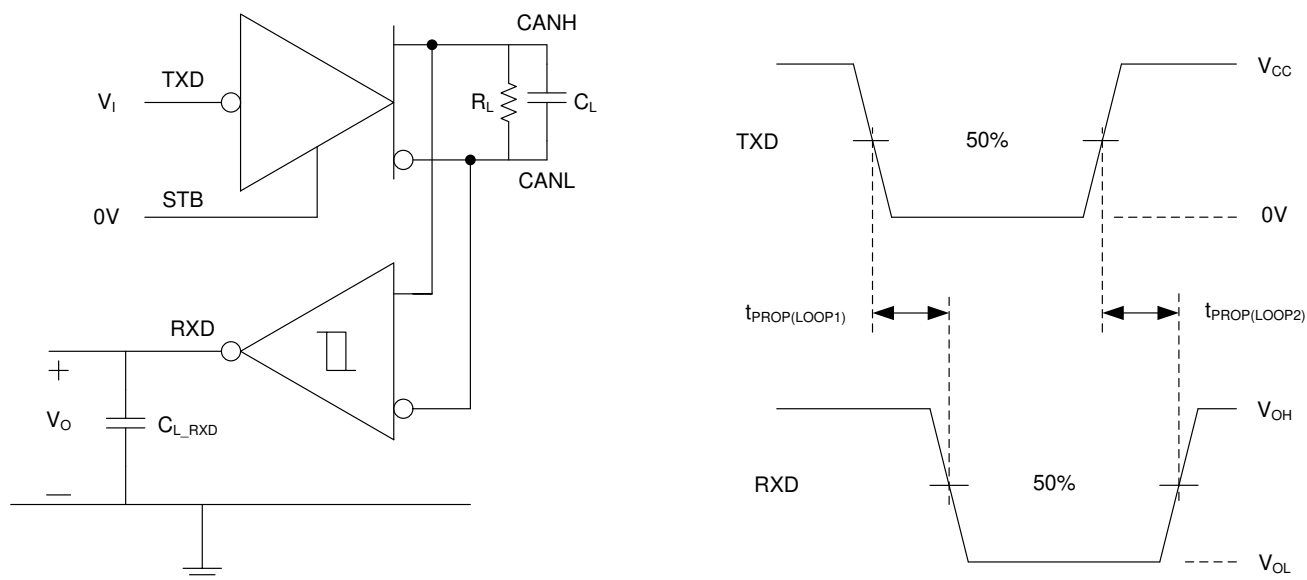 CANH
TXD
V_I
R_L
C_L
CANL
STB
0V
RXD
+
V_O
C_L_RXD
—
V_CC
TXD
50%
0V
t_PROP(LOOP1)
t_PROP(LOOP2)
V_OH
RXD
50%
V_OL